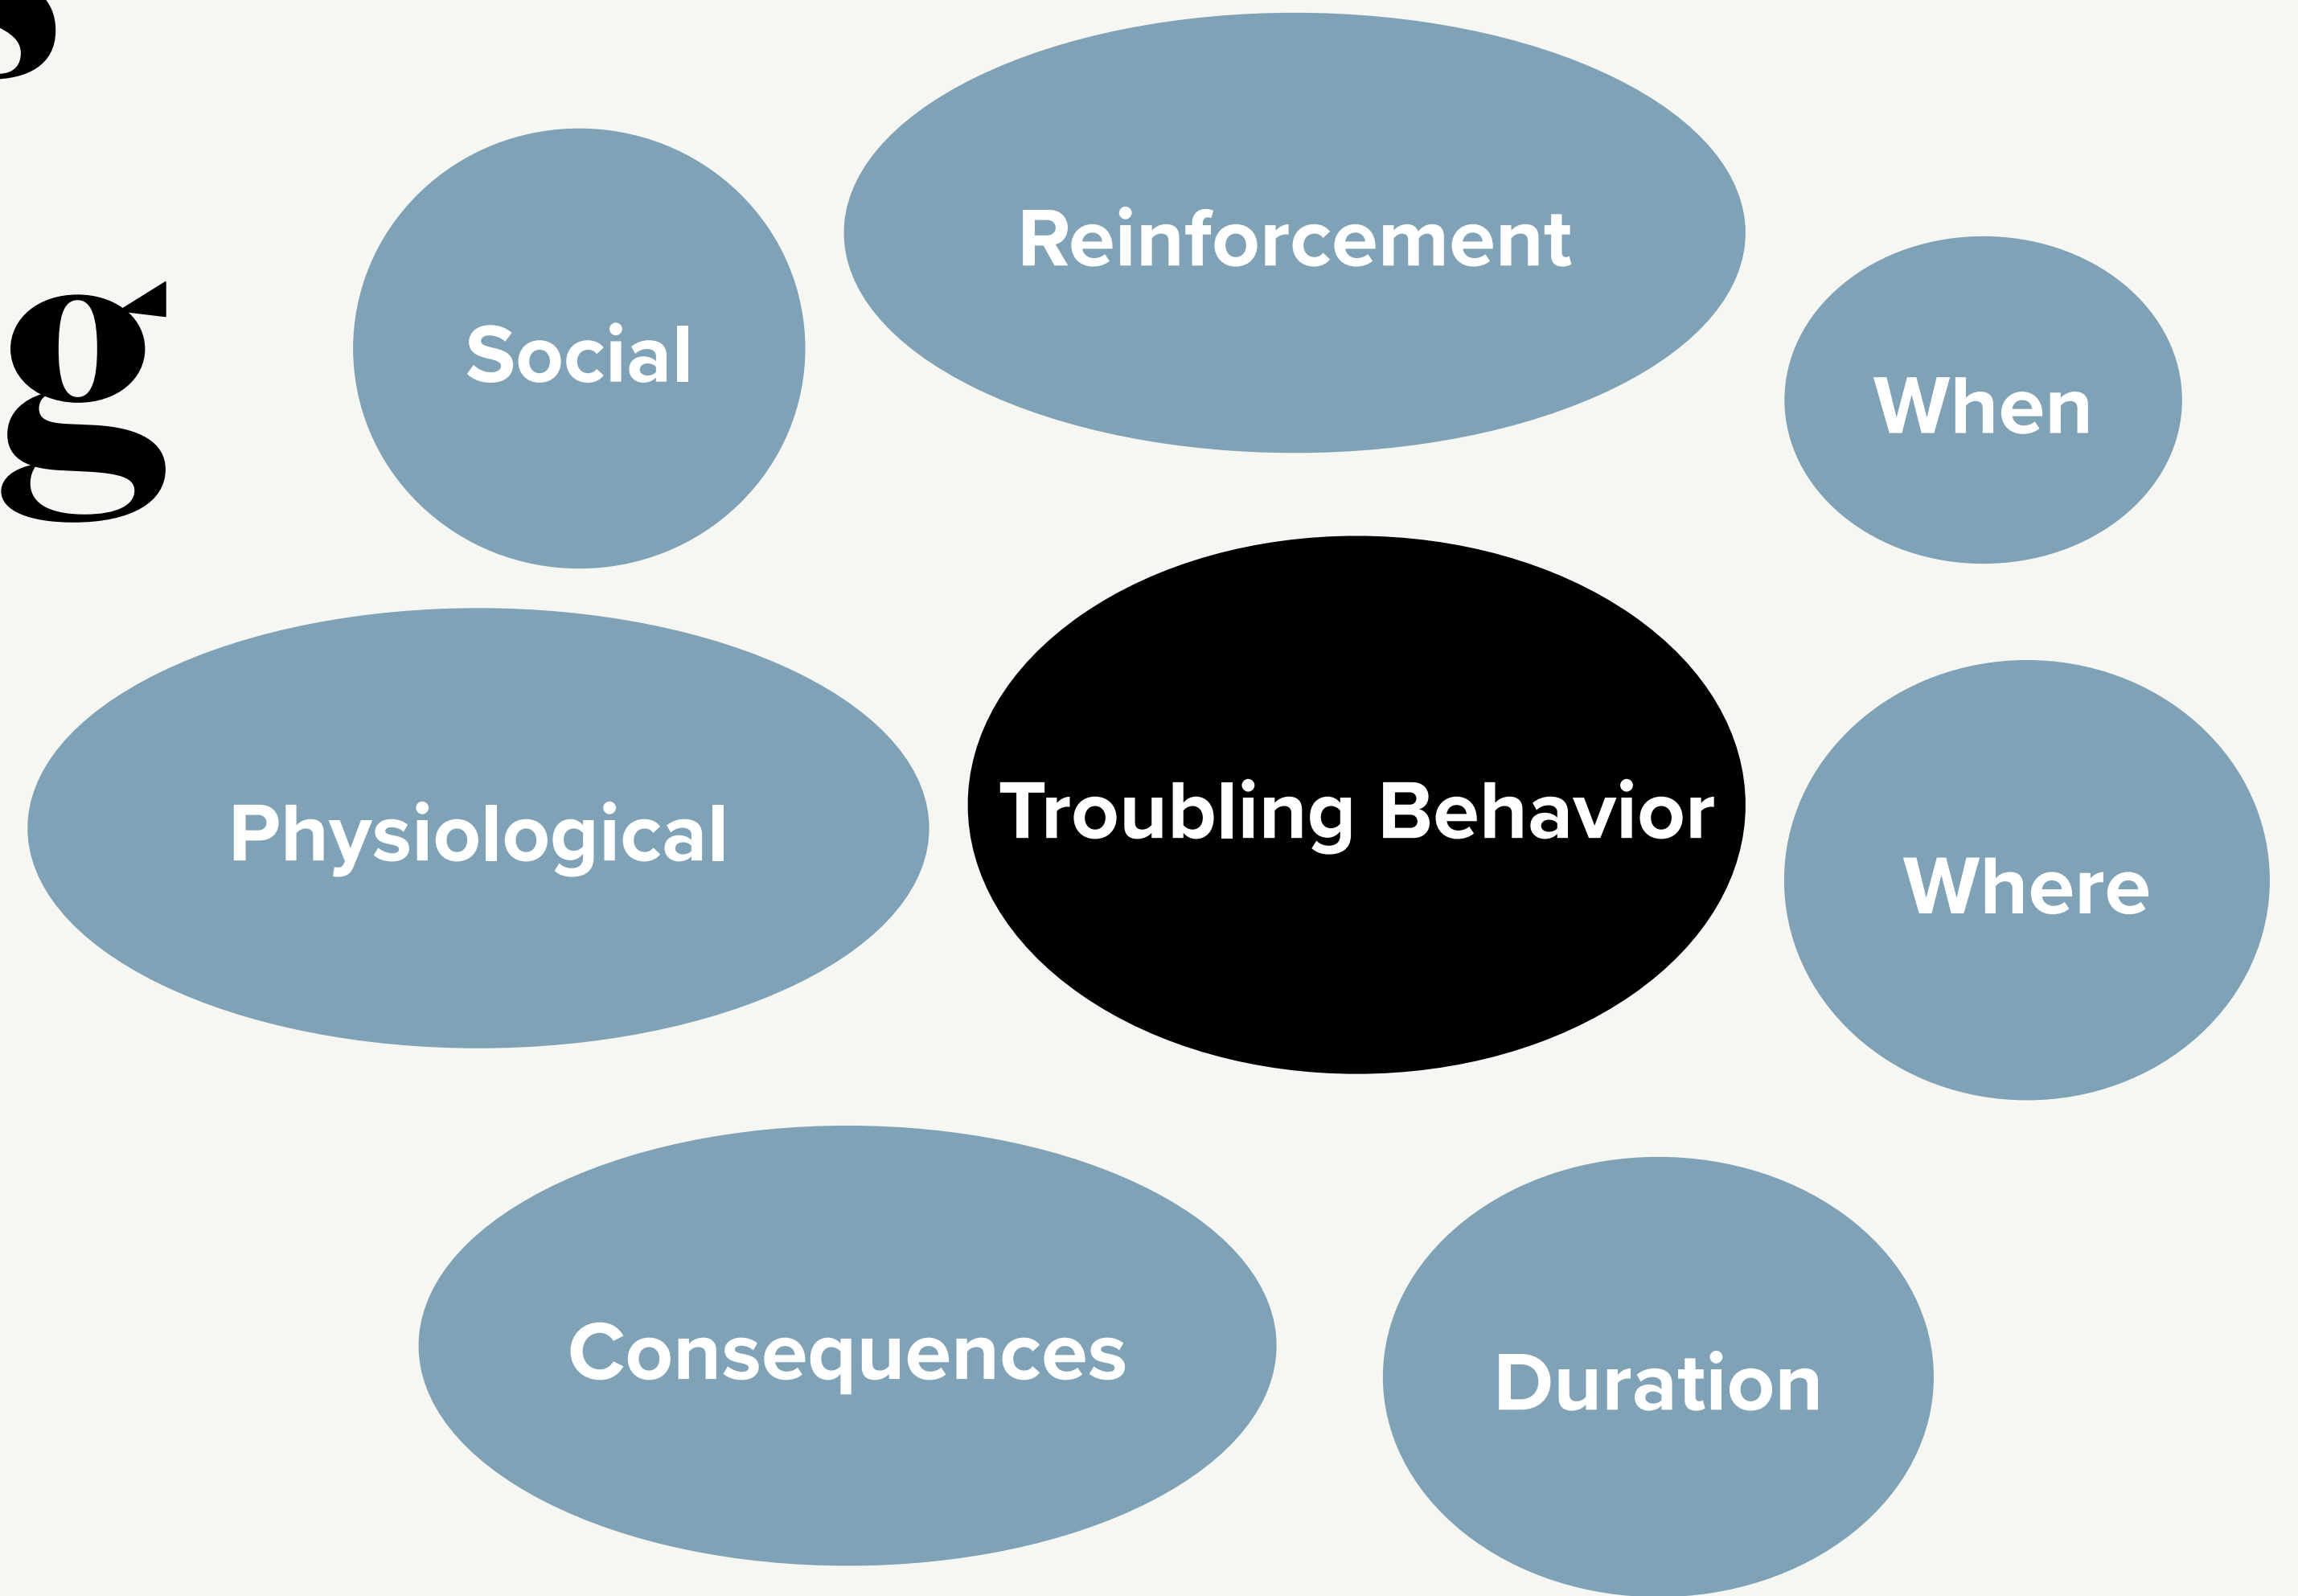 Reinforcement
Social
When
g
Troubling Behavior
Physiological
Where
Consequences
Duration